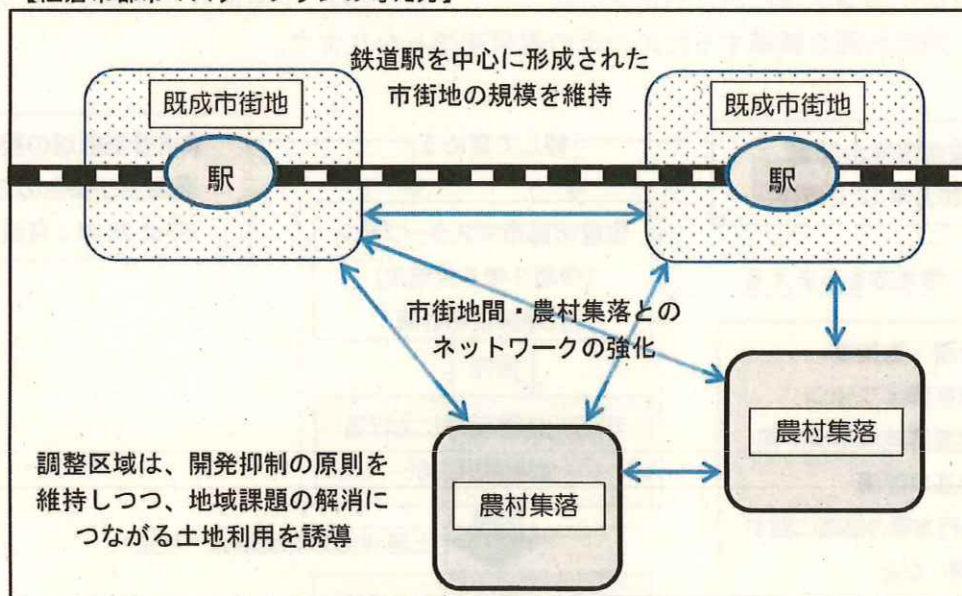 鉄道駅を中心に形成された
市街地の規模を維持
既成市街地
既成市街地
駅
駅
市街地間・農村集落との
ネットワークの強化
農村集落
農村集落
調整区域は、開発抑制の原則を
維持しつつ、地域課題の解消に
つながる土地利用を誘導